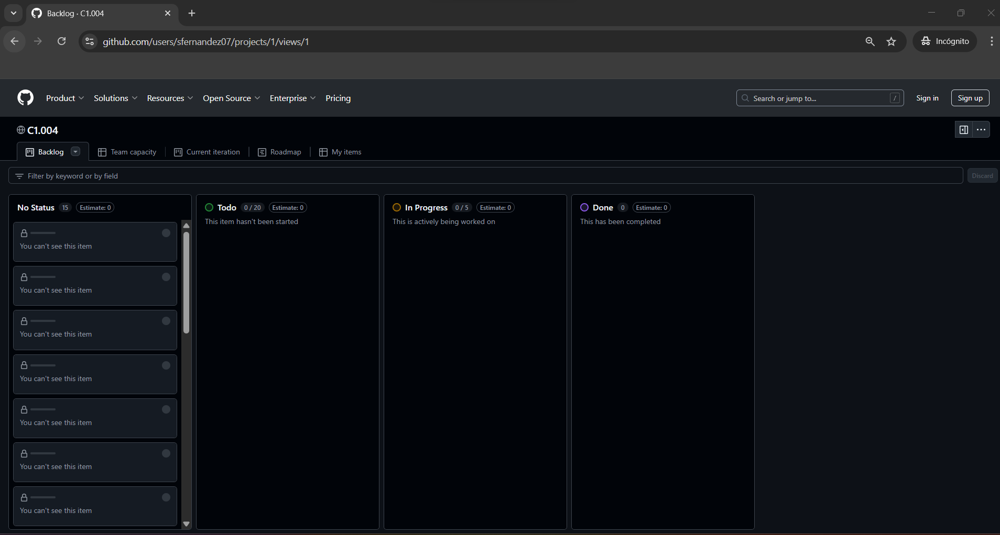 Backlog · C1.004
github.com/users/sfernandez07/projects/1/views/1
Incógnito
Product Solutions Resources Open Source Enterprise Pricing
Search or jump to... /
Sign in
Sign up
C1.004
Backlog Team capacity Current iteration Roadmap My items
Filter by keyword or by field
Discard
No Status 15 Estimate: 0
You can't see this item
You can't see this item
You can't see this item
You can't see this item
You can't see this item
You can't see this item
You can't see this item
Todo 0 / 20 Estimate: 0
This item hasn't been started
In Progress 0 / 5 Estimate: 0
This is actively being worked on
Done 0 Estimate: 0
This has been completed